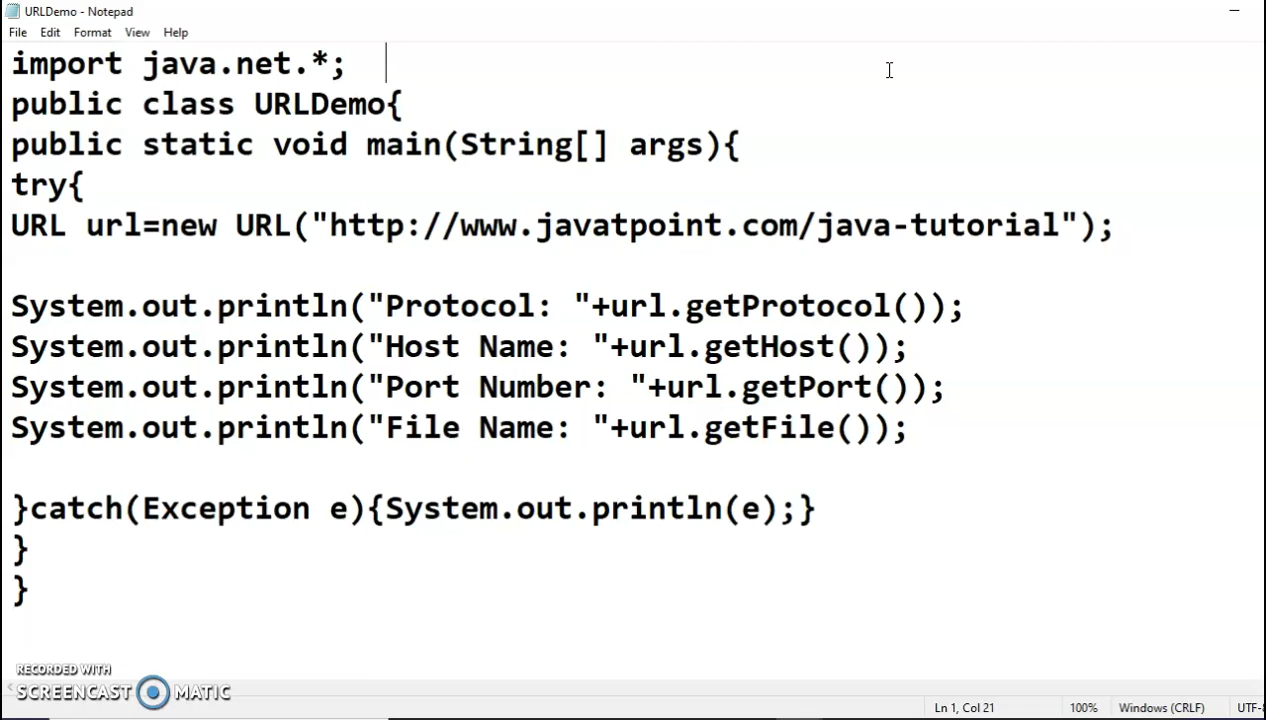 URLDemo - Notepad
File Edit Format View Help
import java.net.*;
public class URLDemo{
public static void main(String[] args){
try{
URL url=new URL("http://www.javatpoint.com/java-tutorial");
System.out.println("Protocol: "+url.getProtocol());
System.out.println("Host Name: "+url.getHost());
System.out.println("Port Number: "+url.getPort());
System.out.println("File Name: "+url.getFile());
}catch(Exception e){System.out.println(e);}
}
}
RECORDED WITH
SCREENCAST MATIC
Ln 1, Col 21 100% Windows (CRLF) UTF-